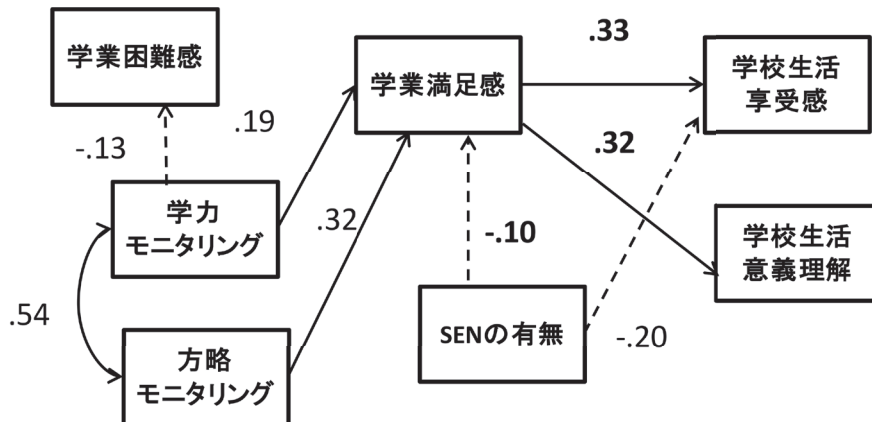 学業困難感
学業満足感
.33
学校生活
享受感
.19
-.13
.32
学力
モニタリング
.32
-.10
学校生活
意義理解
.54
SENの有無
-.20
方略
モニタリング